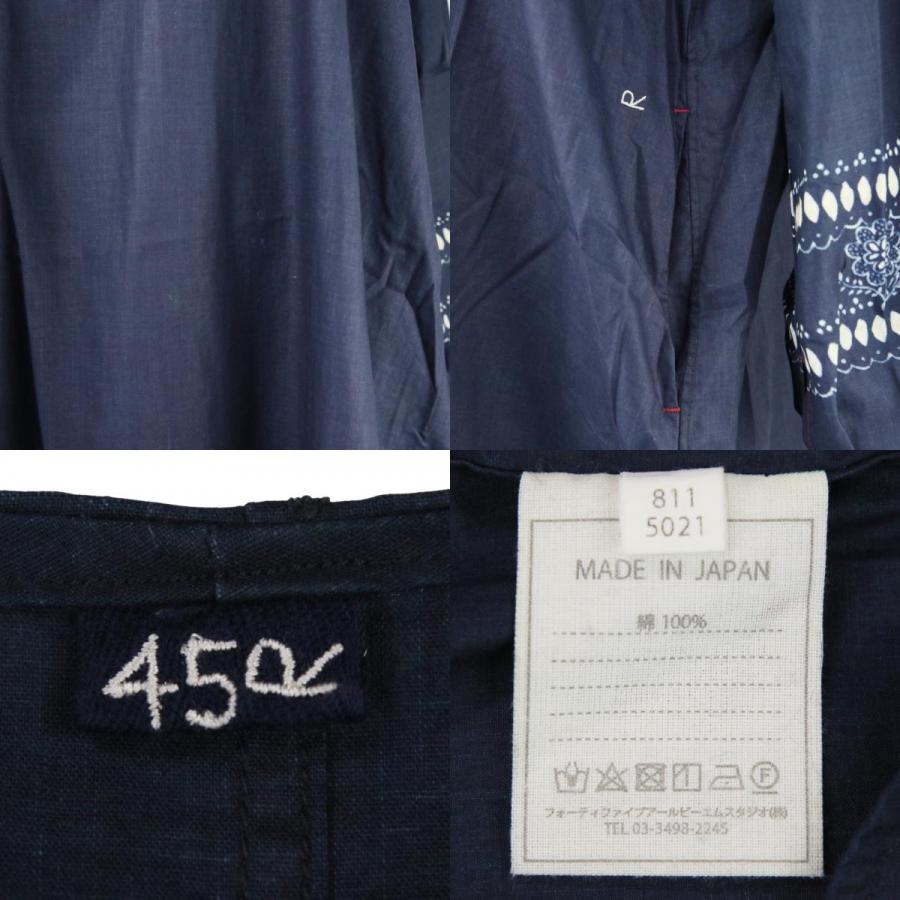 R
45R
811
5021
MADE IN JAPAN
綿 100%
F
フォーティファイブアールピーエムスタジオ(株)
TEL 03-3498-2245